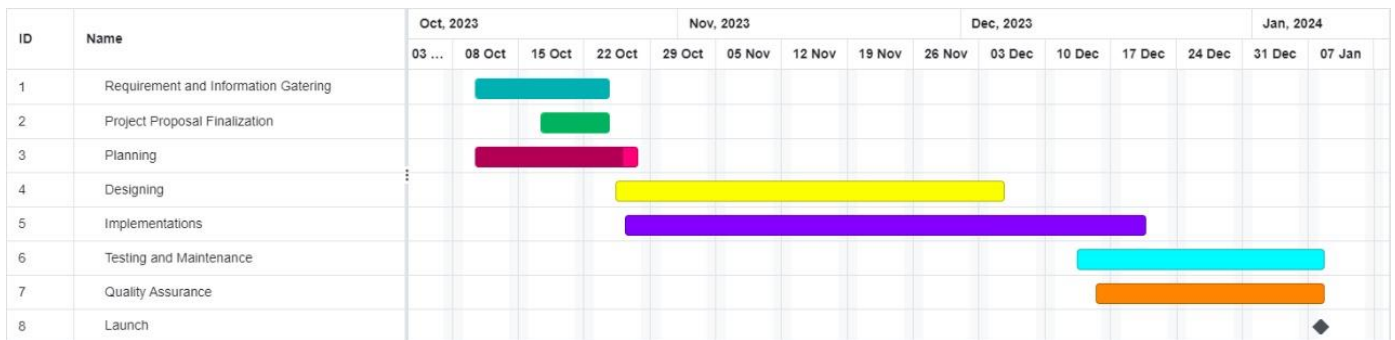 ID Name Oct, 2023 Nov, 2023 Dec, 2023 Jan, 2024
03 ... 08 Oct 15 Oct 22 Oct 29 Oct 05 Nov 12 Nov 19 Nov 26 Nov 03 Dec 10 Dec 17 Dec 24 Dec 31 Dec 07 Jan
1 Requirement and Information Gatering
2 Project Proposal Finalization
3 Planning
4 Designing
5 Implementations
6 Testing and Maintenance
7 Quality Assurance
8 Launch